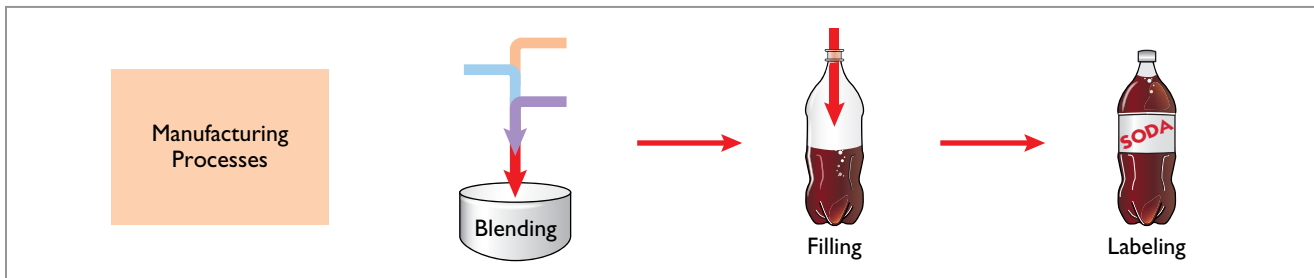 Manufacturing
Processes
Blending
Filling
SODA
Labeling